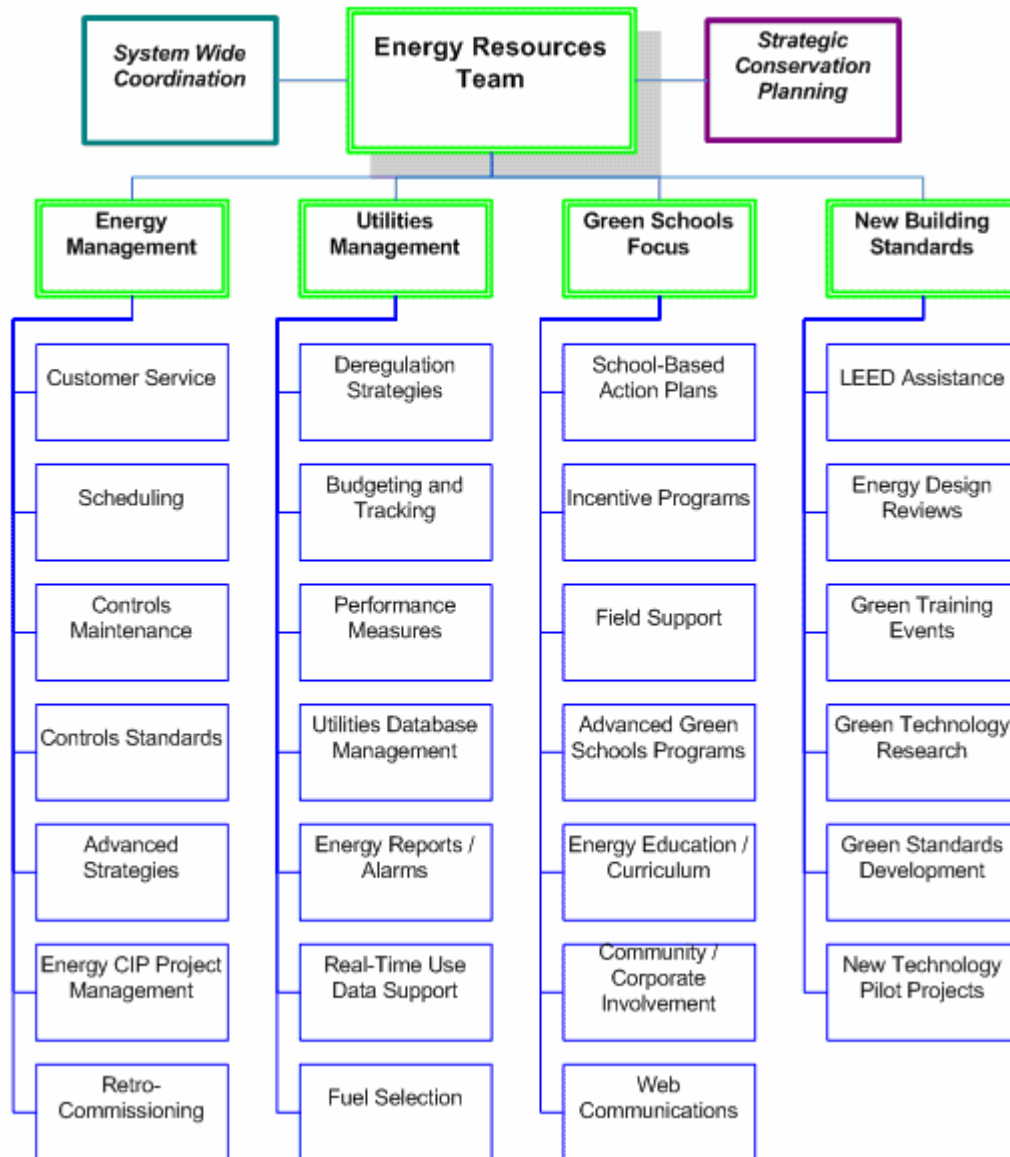 System Wide
Coordination
Energy Resources
Team
Strategic
Conservation
Planning
Energy
Management
Utilities
Management
Green Schools
Focus
New Building
Standards
Customer Service
Scheduling
Controls
Maintenance
Controls Standards
Advanced
Strategies
Energy CIP Project
Management
Retro-
Commissioning
Deregulation
Strategies
Budgeting and
Tracking
Performance
Measures
Utilities Database
Management
Energy Reports /
Alarms
Real-Time Use
Data Support
Fuel Selection
School-Based
Action Plans
Incentive Programs
Field Support
Advanced Green
Schools Programs
Energy Education /
Curriculum
Community /
Corporate
Involvement
Web
Communications
LEED Assistance
Energy Design
Reviews
Green Training
Events
Green Technology
Research
Green Standards
Development
New Technology
Pilot Projects